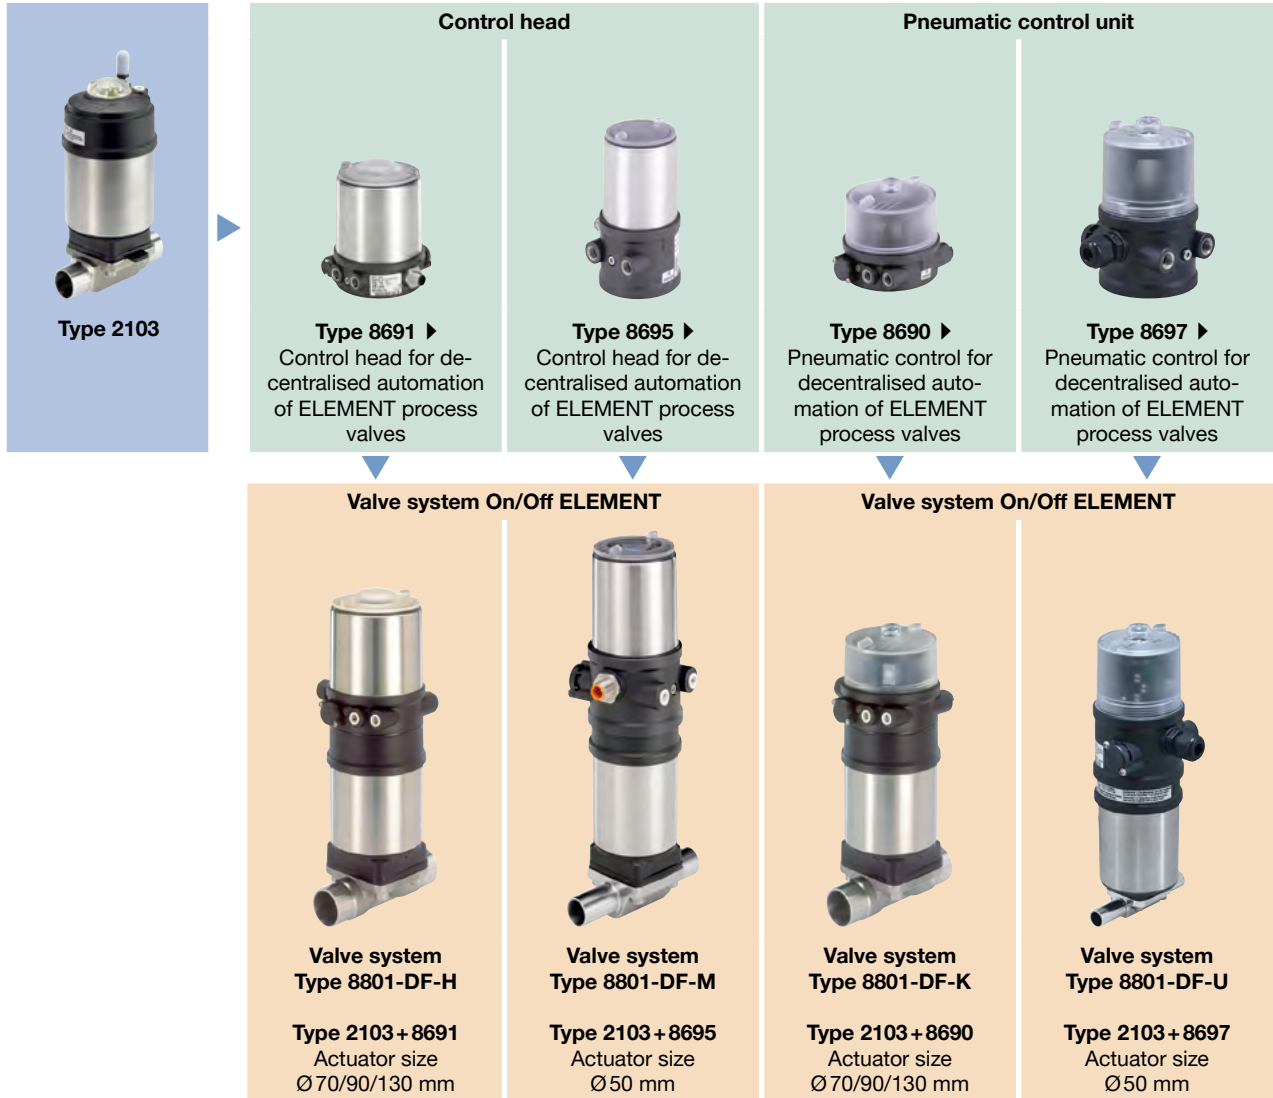 Control head
Pneumatic control unit
Type 2103
Type 8691
Control head for de-
centralised automation
of ELEMENT process
valves
Type 8695
Control head for de-
centralised automation
of ELEMENT process
valves
Type 8690
Pneumatic control for
decentralised auto-
mation of ELEMENT
process valves
Type 8697
Pneumatic control for
decentralised auto-
mation of ELEMENT
process valves
Valve system On/Off ELEMENT
Valve system On/Off ELEMENT
Valve system
Type 8801-DF-H
Type 2103+8691
Actuator size
Ø 70/90/130 mm
Valve system
Type 8801-DF-M
Type 2103+8695
Actuator size
Ø 50 mm
Valve system
Type 8801-DF-K
Type 2103+8690
Actuator size
Ø 70/90/130 mm
Valve system
Type 8801-DF-U
Type 2103+8697
Actuator size
Ø 50 mm